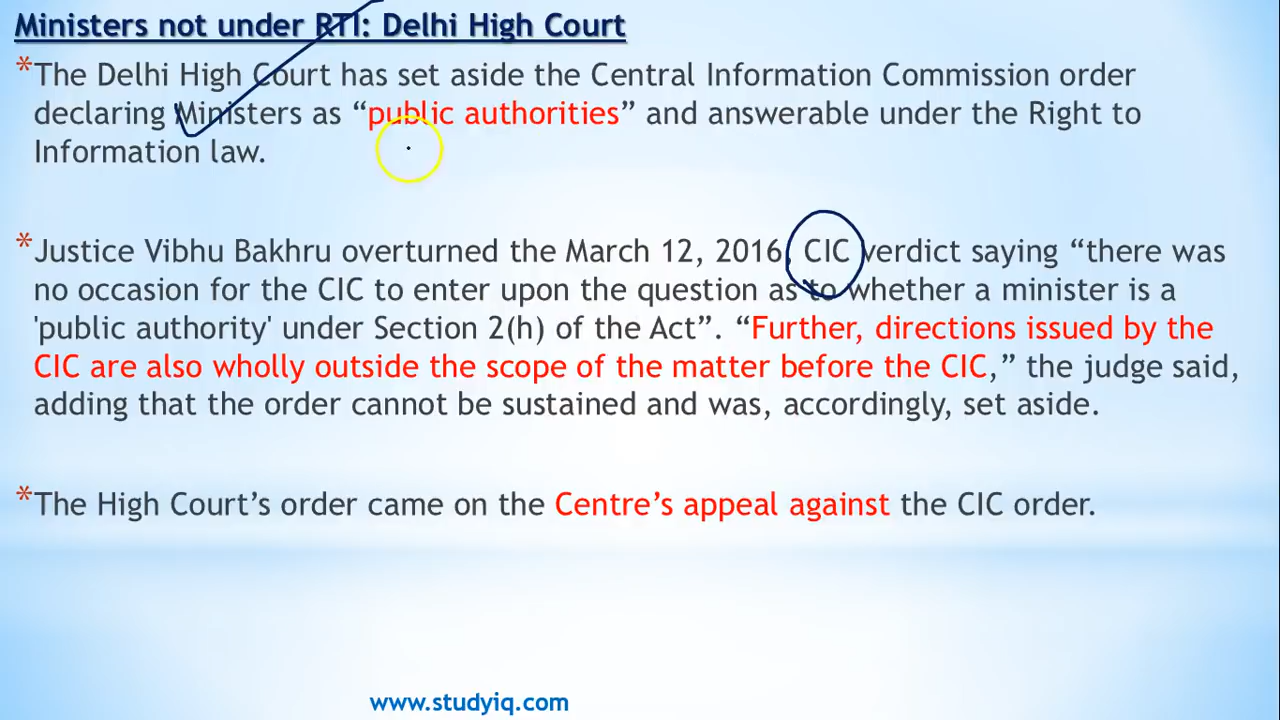 Ministers not under RTI: Delhi High Court
*The Delhi High Court has set aside the Central Information Commission order
declaring Ministers as “public authorities” and answerable under the Right to
Information law.
*Justice Vibhu Bakhru overturned the March 12, 2016, CIC verdict saying “there was
no occasion for the CIC to enter upon the question as to whether a minister is a
'public authority' under Section 2(h) of the Act”. “Further, directions issued by the
CIC are also wholly outside the scope of the matter before the CIC,” the judge said,
adding that the order cannot be sustained and was, accordingly, set aside.
*The High Court’s order came on the Centre’s appeal against the CIC order.
www.studyiq.com